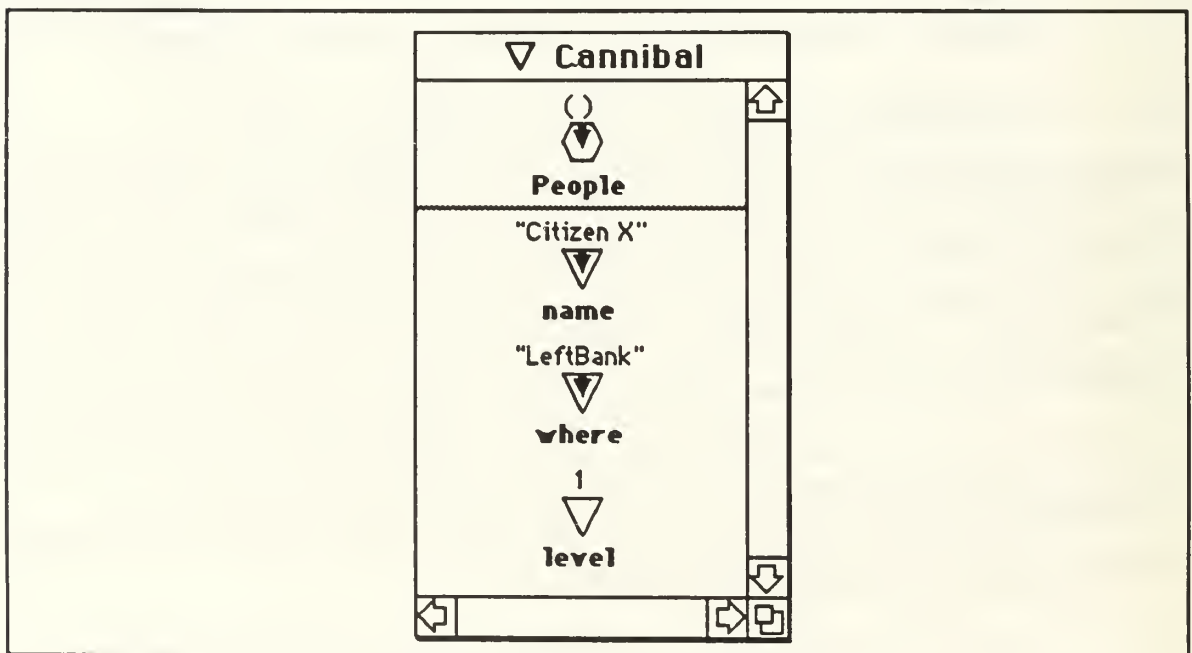 Cannibal
()
People
"Citizen X"
name
"LeftBank"
where
1
level